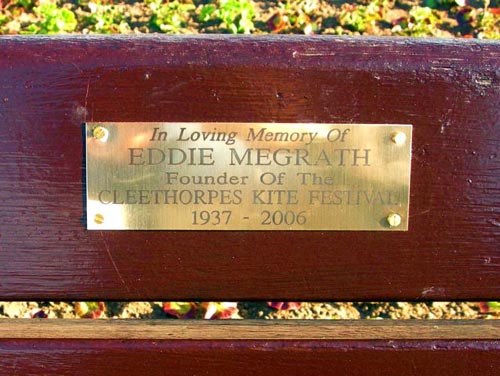 In Loving Memory Of
EDDIE MEGRATH
Founder Of The
CLEETHORPES KITE FESTIVAL
1937 - 2006